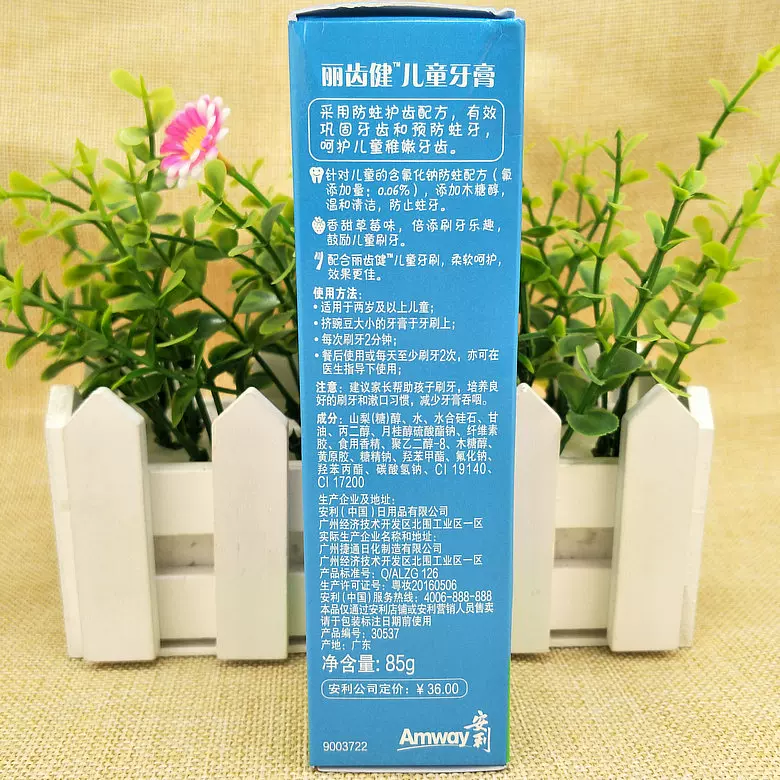 丽齿健™儿童牙膏
采用防蛀护齿配方，有效
巩固牙齿和预防蛀牙，
呵护儿童稚嫩牙齿。
针对儿童的含氟化钠防蛀配方（氟
添加量：0.06%），添加木糖醇，
温和清洁，防止蛀牙。
香甜草莓味，倍添刷牙乐趣，
鼓励儿童刷牙。
配合丽齿健™儿童牙刷，柔软呵护，
效果更佳。
使用方法：
• 适用于两岁及以上儿童；
• 挤豌豆大小的牙膏于牙刷上；
• 每次刷牙2分钟；
• 餐后使用或每天至少刷牙2次，亦可在
医生指导下使用；
注意：建议家长帮助孩子刷牙，培养良
好的刷牙和漱口习惯，减少牙膏吞咽。
成分：山梨（糖）醇、水、水合硅石、甘
油、丙二醇、月桂醇硫酸酯钠、纤维素
胶、食用香精、聚乙二醇-8、木糖醇、
黄原胶、糖精钠、羟苯甲酯、氟化钠、
羟苯丙酯、碳酸氢钠、CI 19140、
CI 17200
生产企业及地址：
安利（中国）日用品有限公司
广州经济技术开发区北围工业区一区
实际生产企业名称和地址：
广州捷通日化制造有限公司
广州经济技术开发区北围工业区一区
产品标准号：Q/ALZG 126
生产许可证号：粤妆20160506
安利（中国）服务热线：4006-888-888
本品仅通过安利店铺或安利营销人员售卖
请于包装标注日期前使用
产品编号：30537
产地：广东
净含量：85g
安利公司定价：￥36.00
9003722
Amway安利